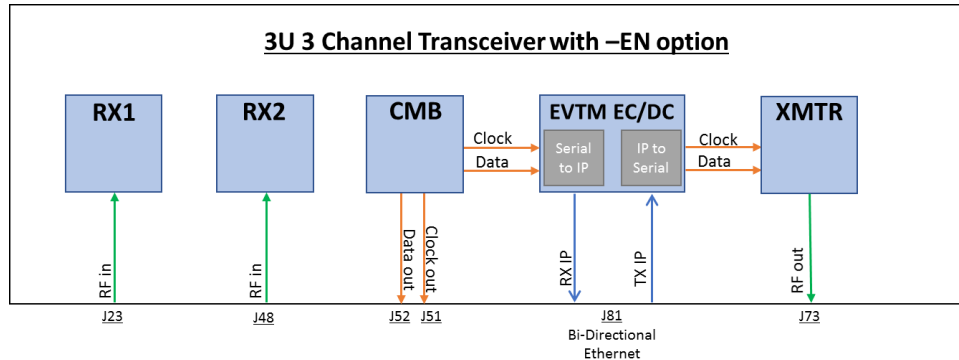 3U 3 Channel Transceiver with –EN option
RX1
RX2
CMB
EVTM EC/DC
XMTR
Clock
Data
Serial
to IP
IP to
Serial
Clock
Data
RF in
RF in
Data out
Clock out
RX IP
TX IP
RF out
J23
J48
J52
J51
J81
J73
Bi-Directional
Ethernet